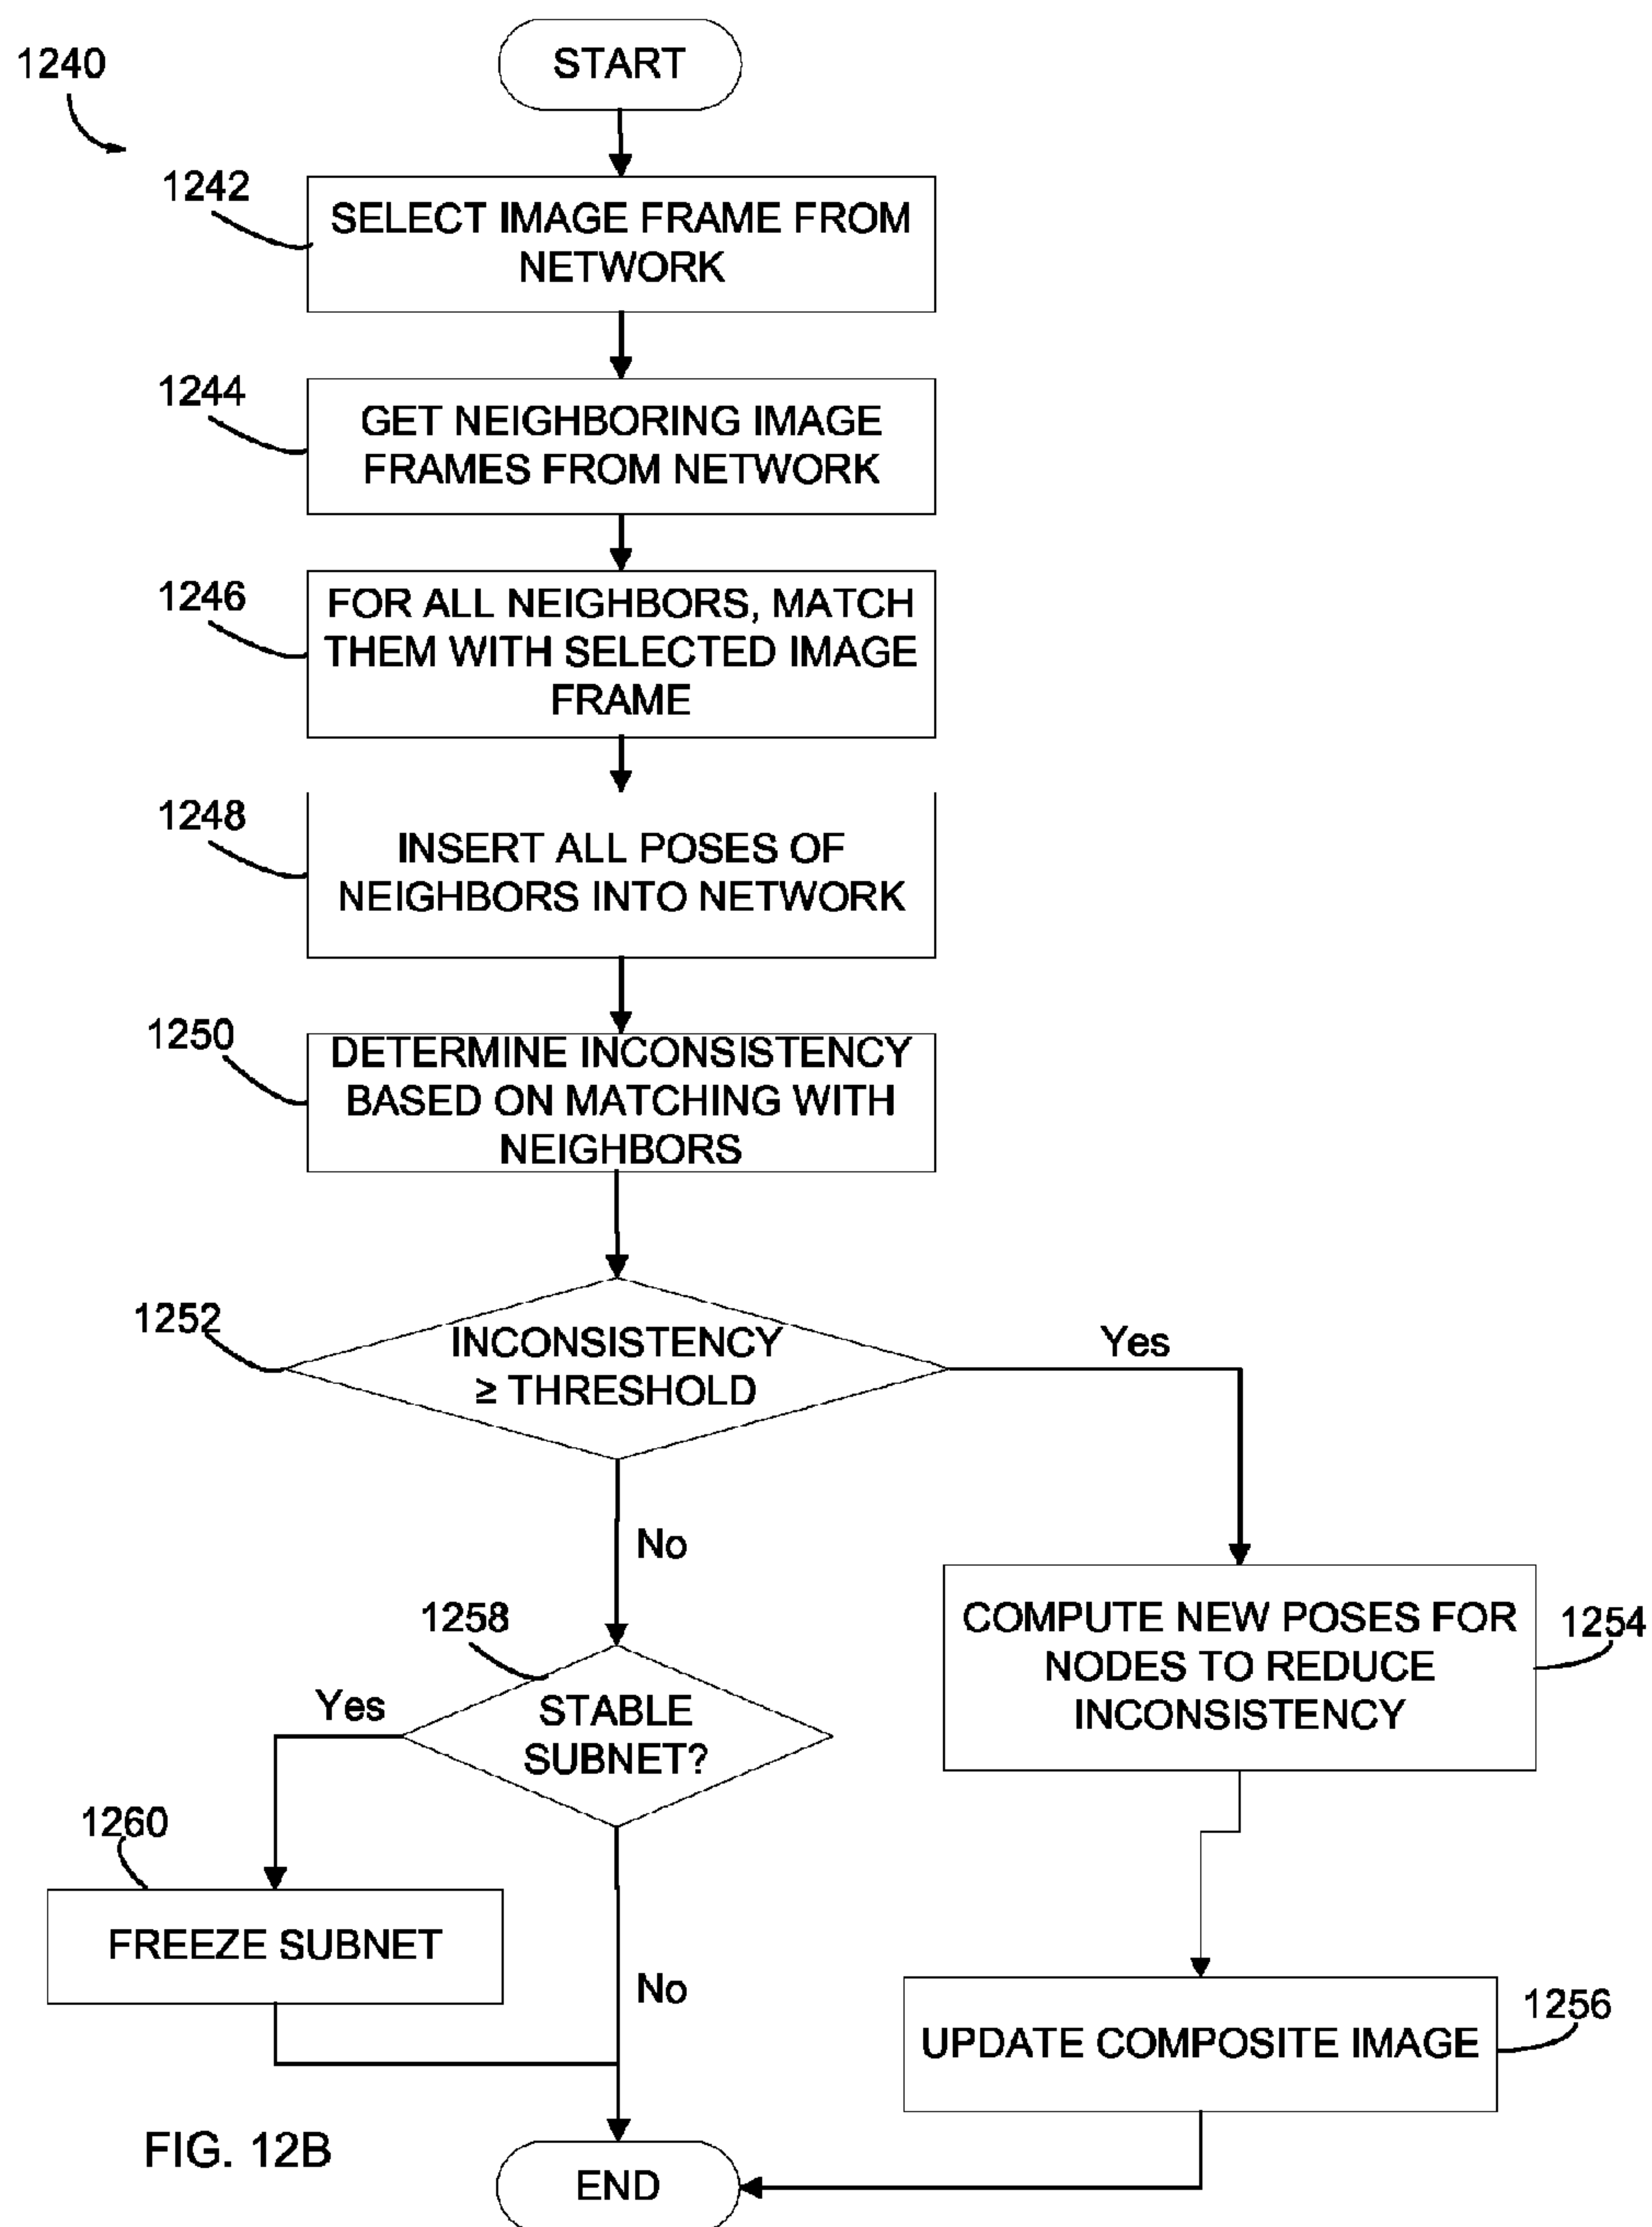 1240
START
1242
SELECT IMAGE FRAME FROM
NETWORK
1244
GET NEIGHBORING IMAGE
FRAMES FROM NETWORK
1246
FOR ALL NEIGHBORS, MATCH
THEM WITH SELECTED IMAGE
FRAME
1248
INSERT ALL POSES OF
NEIGHBORS INTO NETWORK
1250
DETERMINE INCONSISTENCY
BASED ON MATCHING WITH
NEIGHBORS
1252
INCONSISTENCY
≥ THRESHOLD
Yes
No
1258
STABLE
SUBNET?
Yes
COMPUTE NEW POSES FOR
NODES TO REDUCE
INCONSISTENCY
1254
1260
FREEZE SUBNET
No
1256
UPDATE COMPOSITE IMAGE
FIG. 12B
END